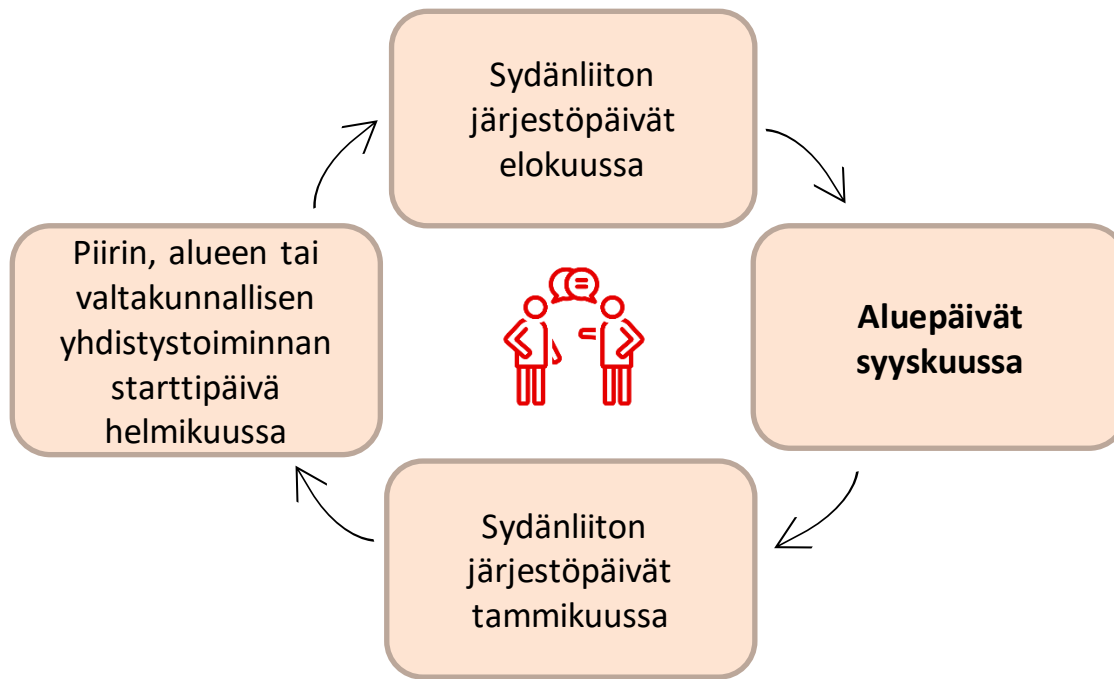 Sydänliiton
järjestöpäivät
elokuussa
Aluepäivät
syyskuussa
Sydänliiton
järjestöpäivät
tammikuussa
Piirin, alueen tai
valtakunnallisen
yhdistystoiminnan
starttipäivä
helmikuussa